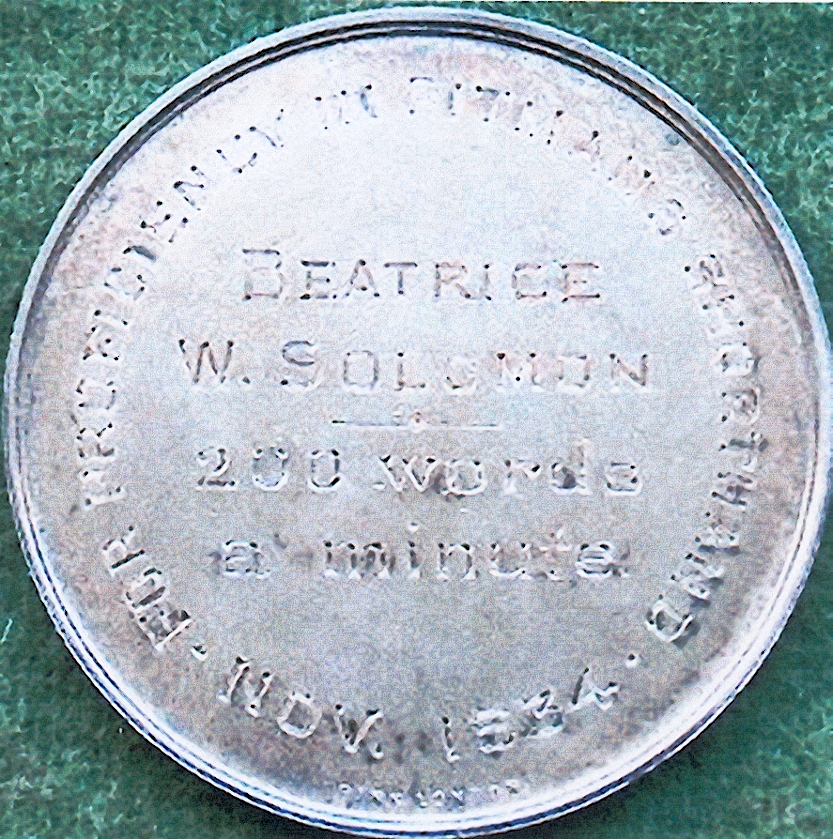 FOR PROFICIENCY IN PITMAN'S SHORTHAND
BEATRICE
W. SOLOMON
200 words
a minute
· NOV. 1934 ·